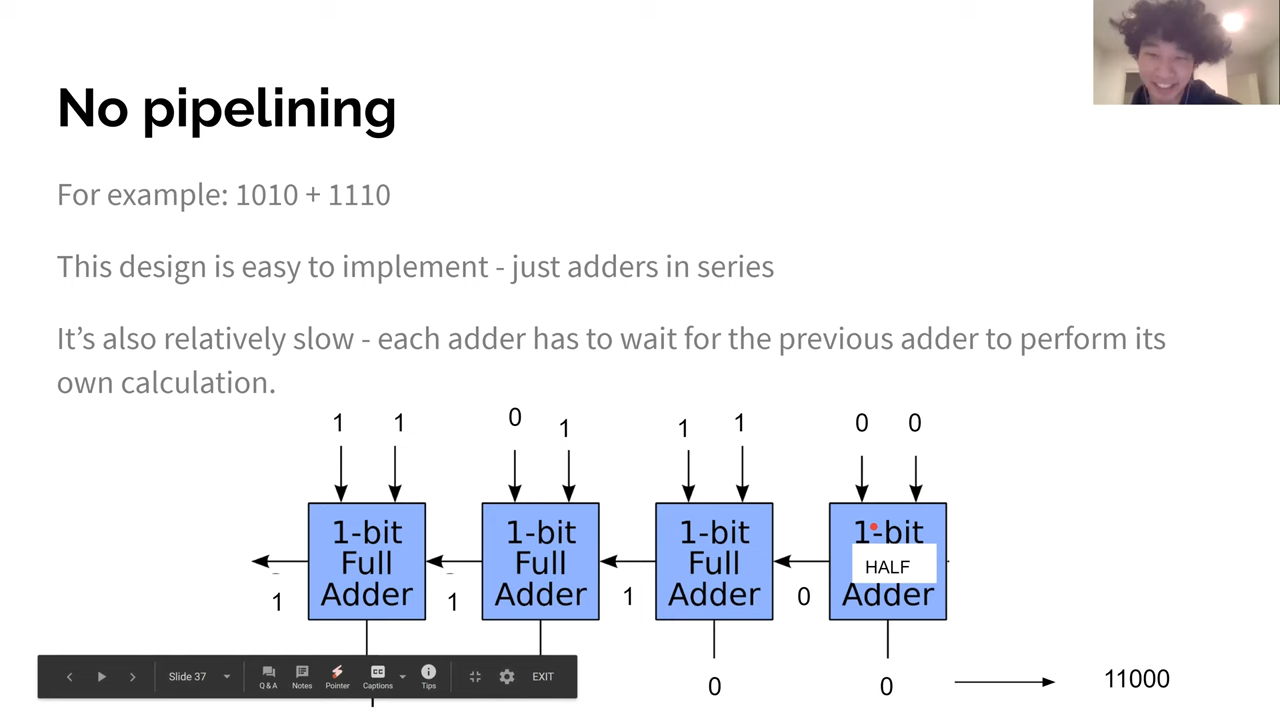 No pipelining
For example: 1010 + 1110
This design is easy to implement - just adders in series
It's also relatively slow - each adder has to wait for the previous adder to perform its
own calculation.
1 1 0 1 1 1 0 0
1-bit 1-bit 1-bit 1-bit
Full Full Full HALF
Adder Adder Adder Adder
1 1 1 0
Slide 37 Q & A Notes Pointer Captions Tips EXIT
0 0 11000